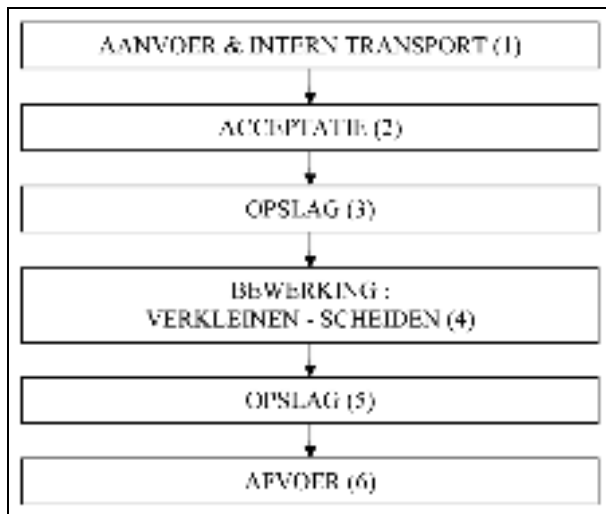 AANVOER & INTERN TRANSPORT (1)
ACCEPTATIE (2)
OPSLAG (3)
BEWERKING :
VERKLEINEN - SCHEIDEN (4)
OPSLAG (5)
AFVOER (6)